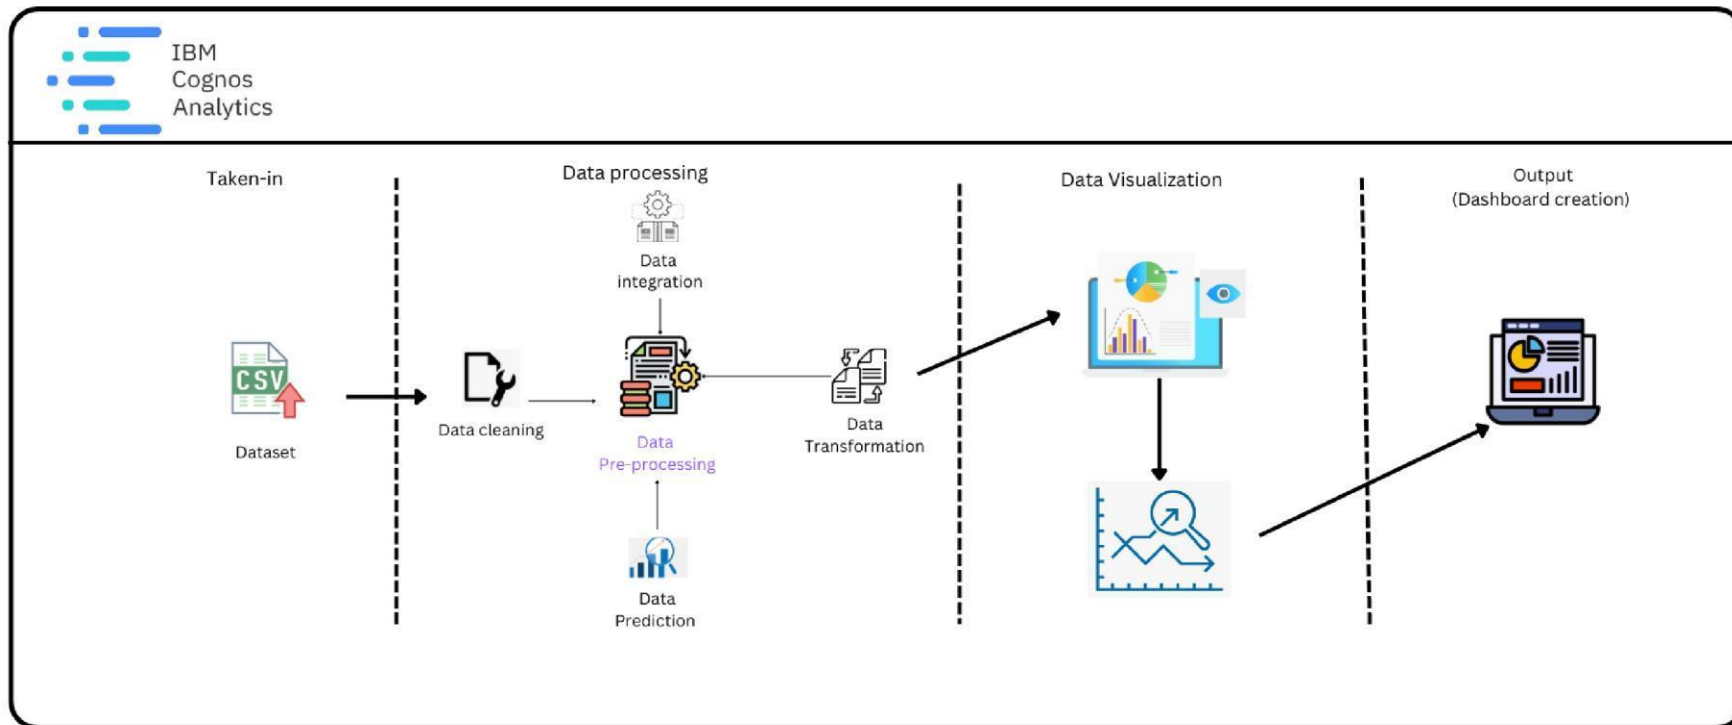 IBM
Cognos
Analytics
Taken-in
Data processing
Data Visualization
Output
(Dashboard creation)
Data
integration
CSV
Dataset
Data cleaning
Data
Pre-processing
Data
Transformation
Data
Prediction